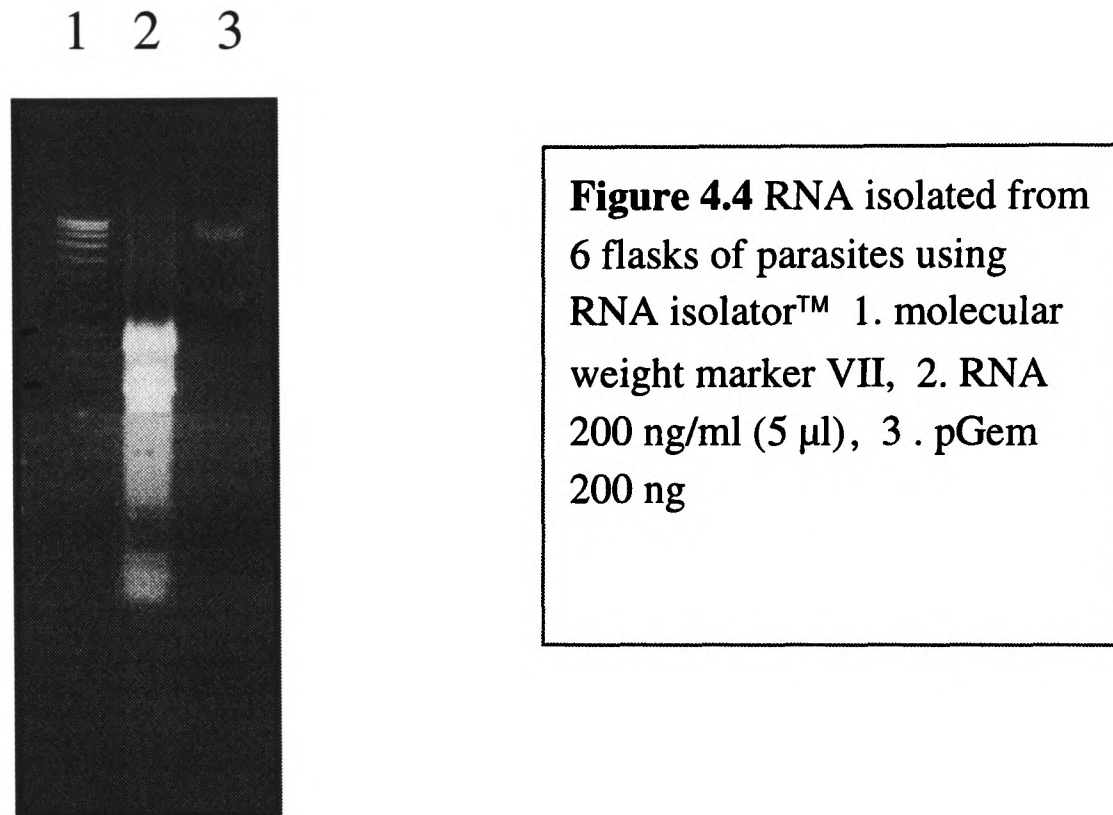 1 2 3
Figure 4.4 RNA isolated from
6 flasks of parasites using
RNA isolator™ 1. molecular
weight marker VII, 2. RNA
200 ng/ml (5 µl), 3 . pGem
200 ng